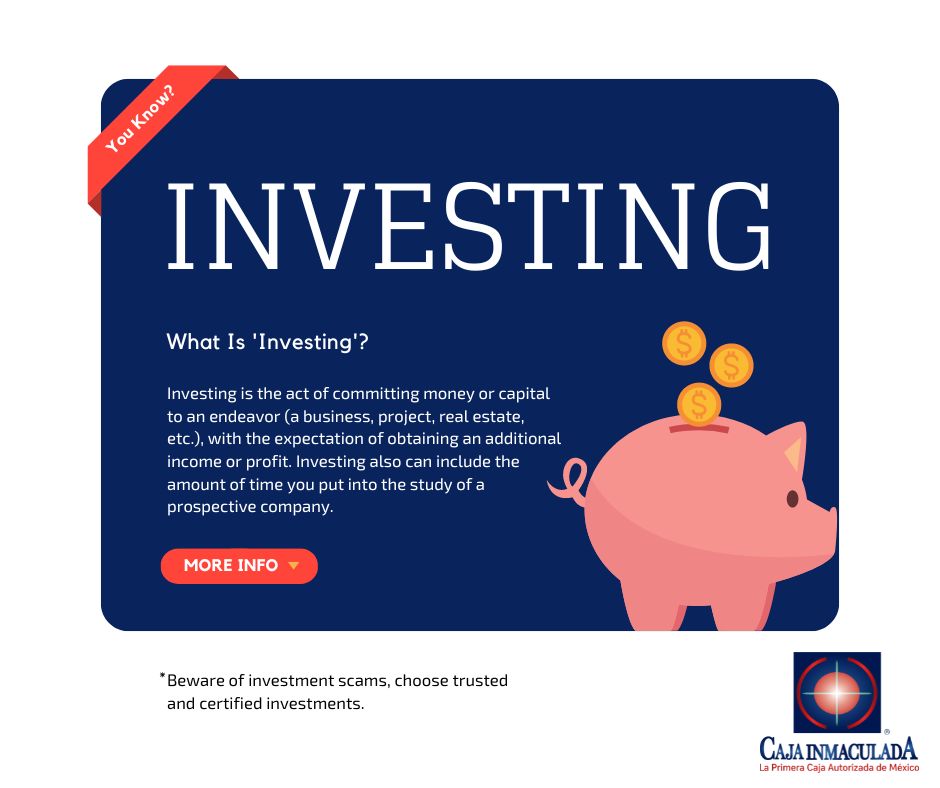 You Know?
INVESTING
What Is 'Investing'?
Investing is the act of committing money or capital
to an endeavor (a business, project, real estate,
etc.), with the expectation of obtaining an additional
income or profit. Investing also can include the
amount of time you put into the study of a
prospective company.
MORE INFO
$
$
$
*Beware of investment scams, choose trusted
and certified investments.
®
CAJA INMACULADA
La Primera Caja Autorizada de México